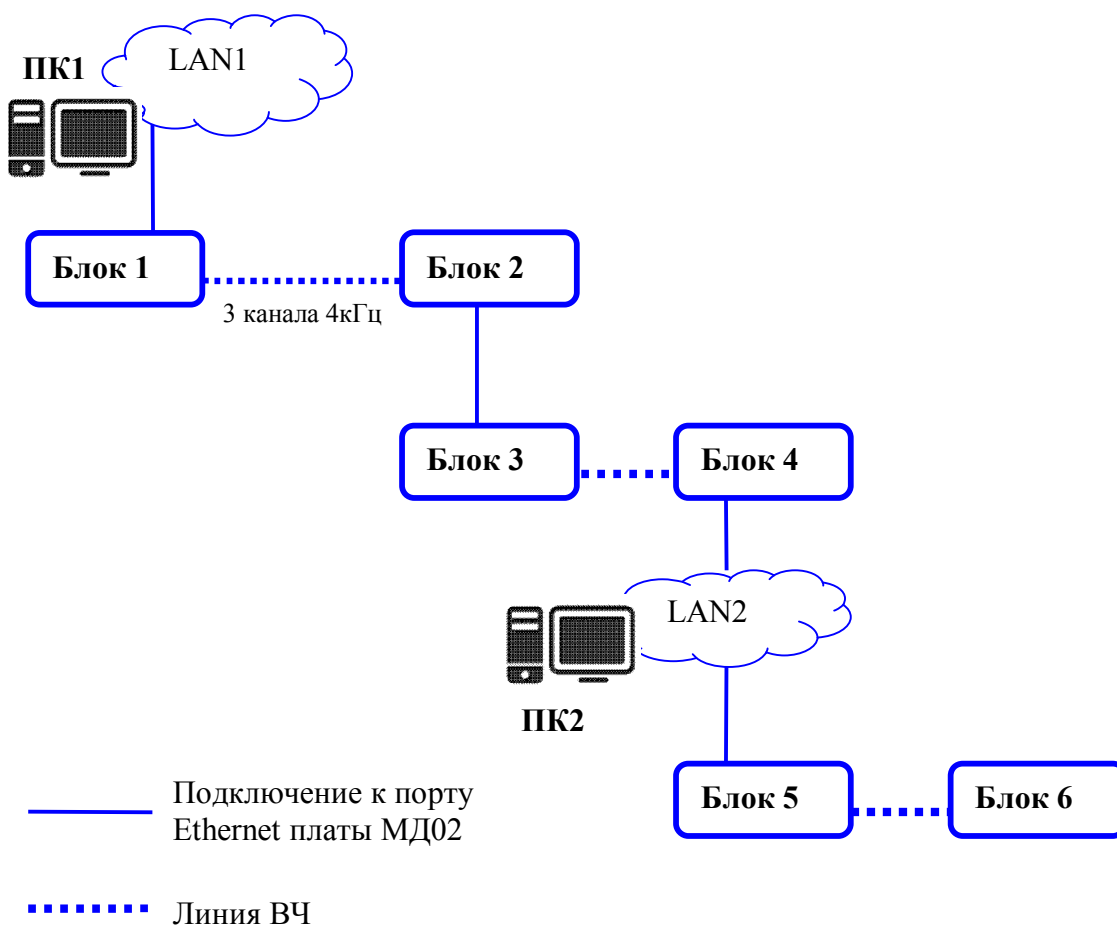 LAN1
ПК1
Блок 1
Блок 2
3 канала 4кГц
Блок 3
Блок 4
LAN2
ПК2
Блок 5
Блок 6
Подключение к порту
Ethernet платы МД02
Линия ВЧ